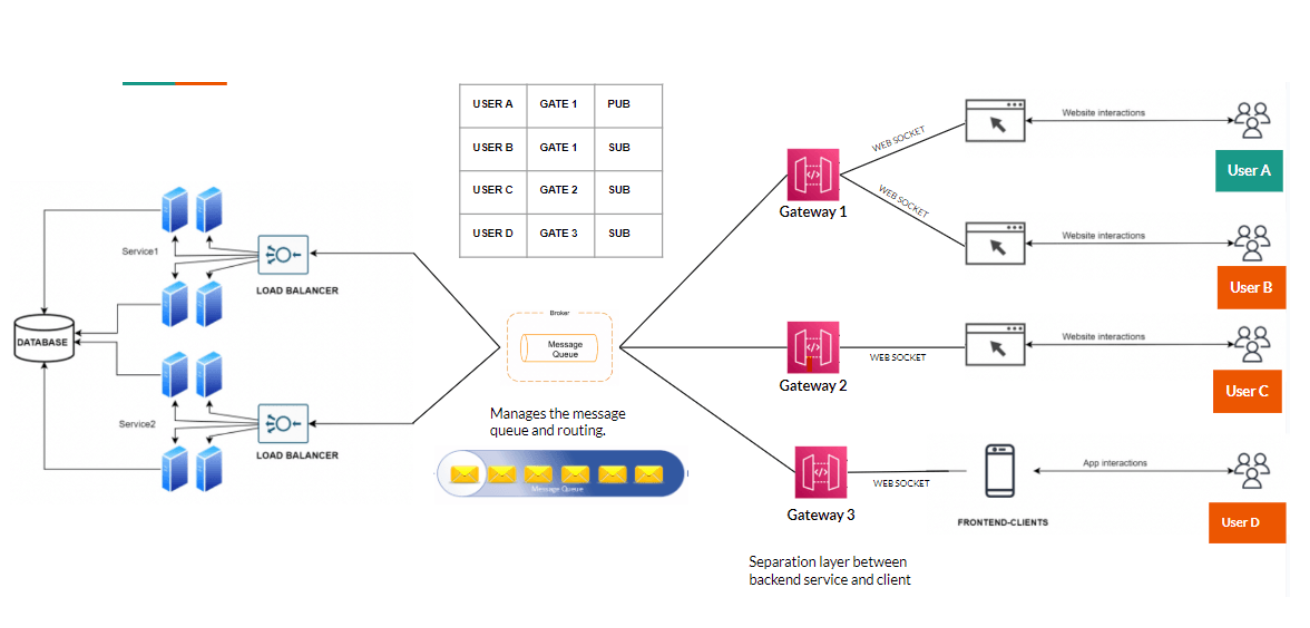 USER A GATE 1 PUB
USER B GATE 1 SUB
USER C GATE 2 SUB
USER D GATE 3 SUB
Service1
LOAD BALANCER
DATABASE
Service2
LOAD BALANCER
Broker
Message
Queue
Manages the message
queue and routing.
Message Queue
Gateway 1
WEB SOCKET
WEB SOCKET
Website interactions
User A
Website interactions
User B
Gateway 2
WEB SOCKET
Website interactions
User C
Gateway 3
WEB SOCKET
App interactions
FRONTEND-CLIENTS
User D
Separation layer between
backend service and client